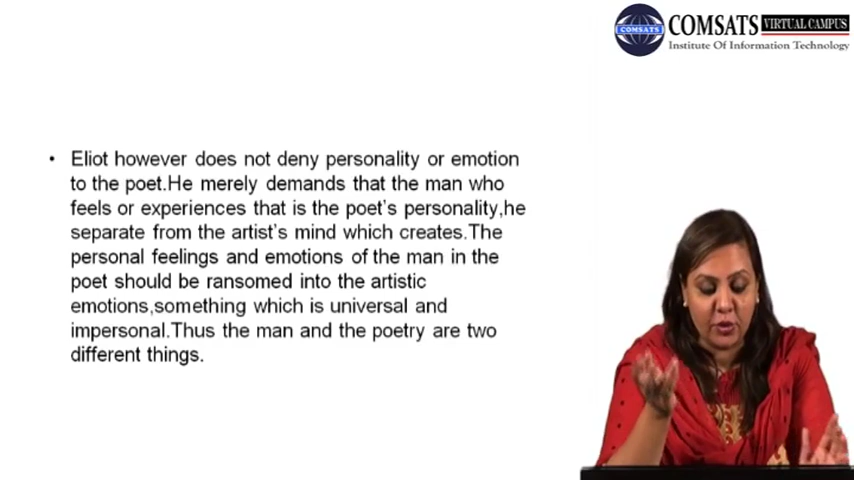 COMSATS VIRTUAL CAMPUS
COMSATS
Institute Of Information Technology
• Eliot however does not deny personality or emotion
to the poet.He merely demands that the man who
feels or experiences that is the poet's personality,he
separate from the artist's mind which creates.The
personal feelings and emotions of the man in the
poet should be ransomed into the artistic
emotions,something which is universal and
impersonal.Thus the man and the poetry are two
different things.